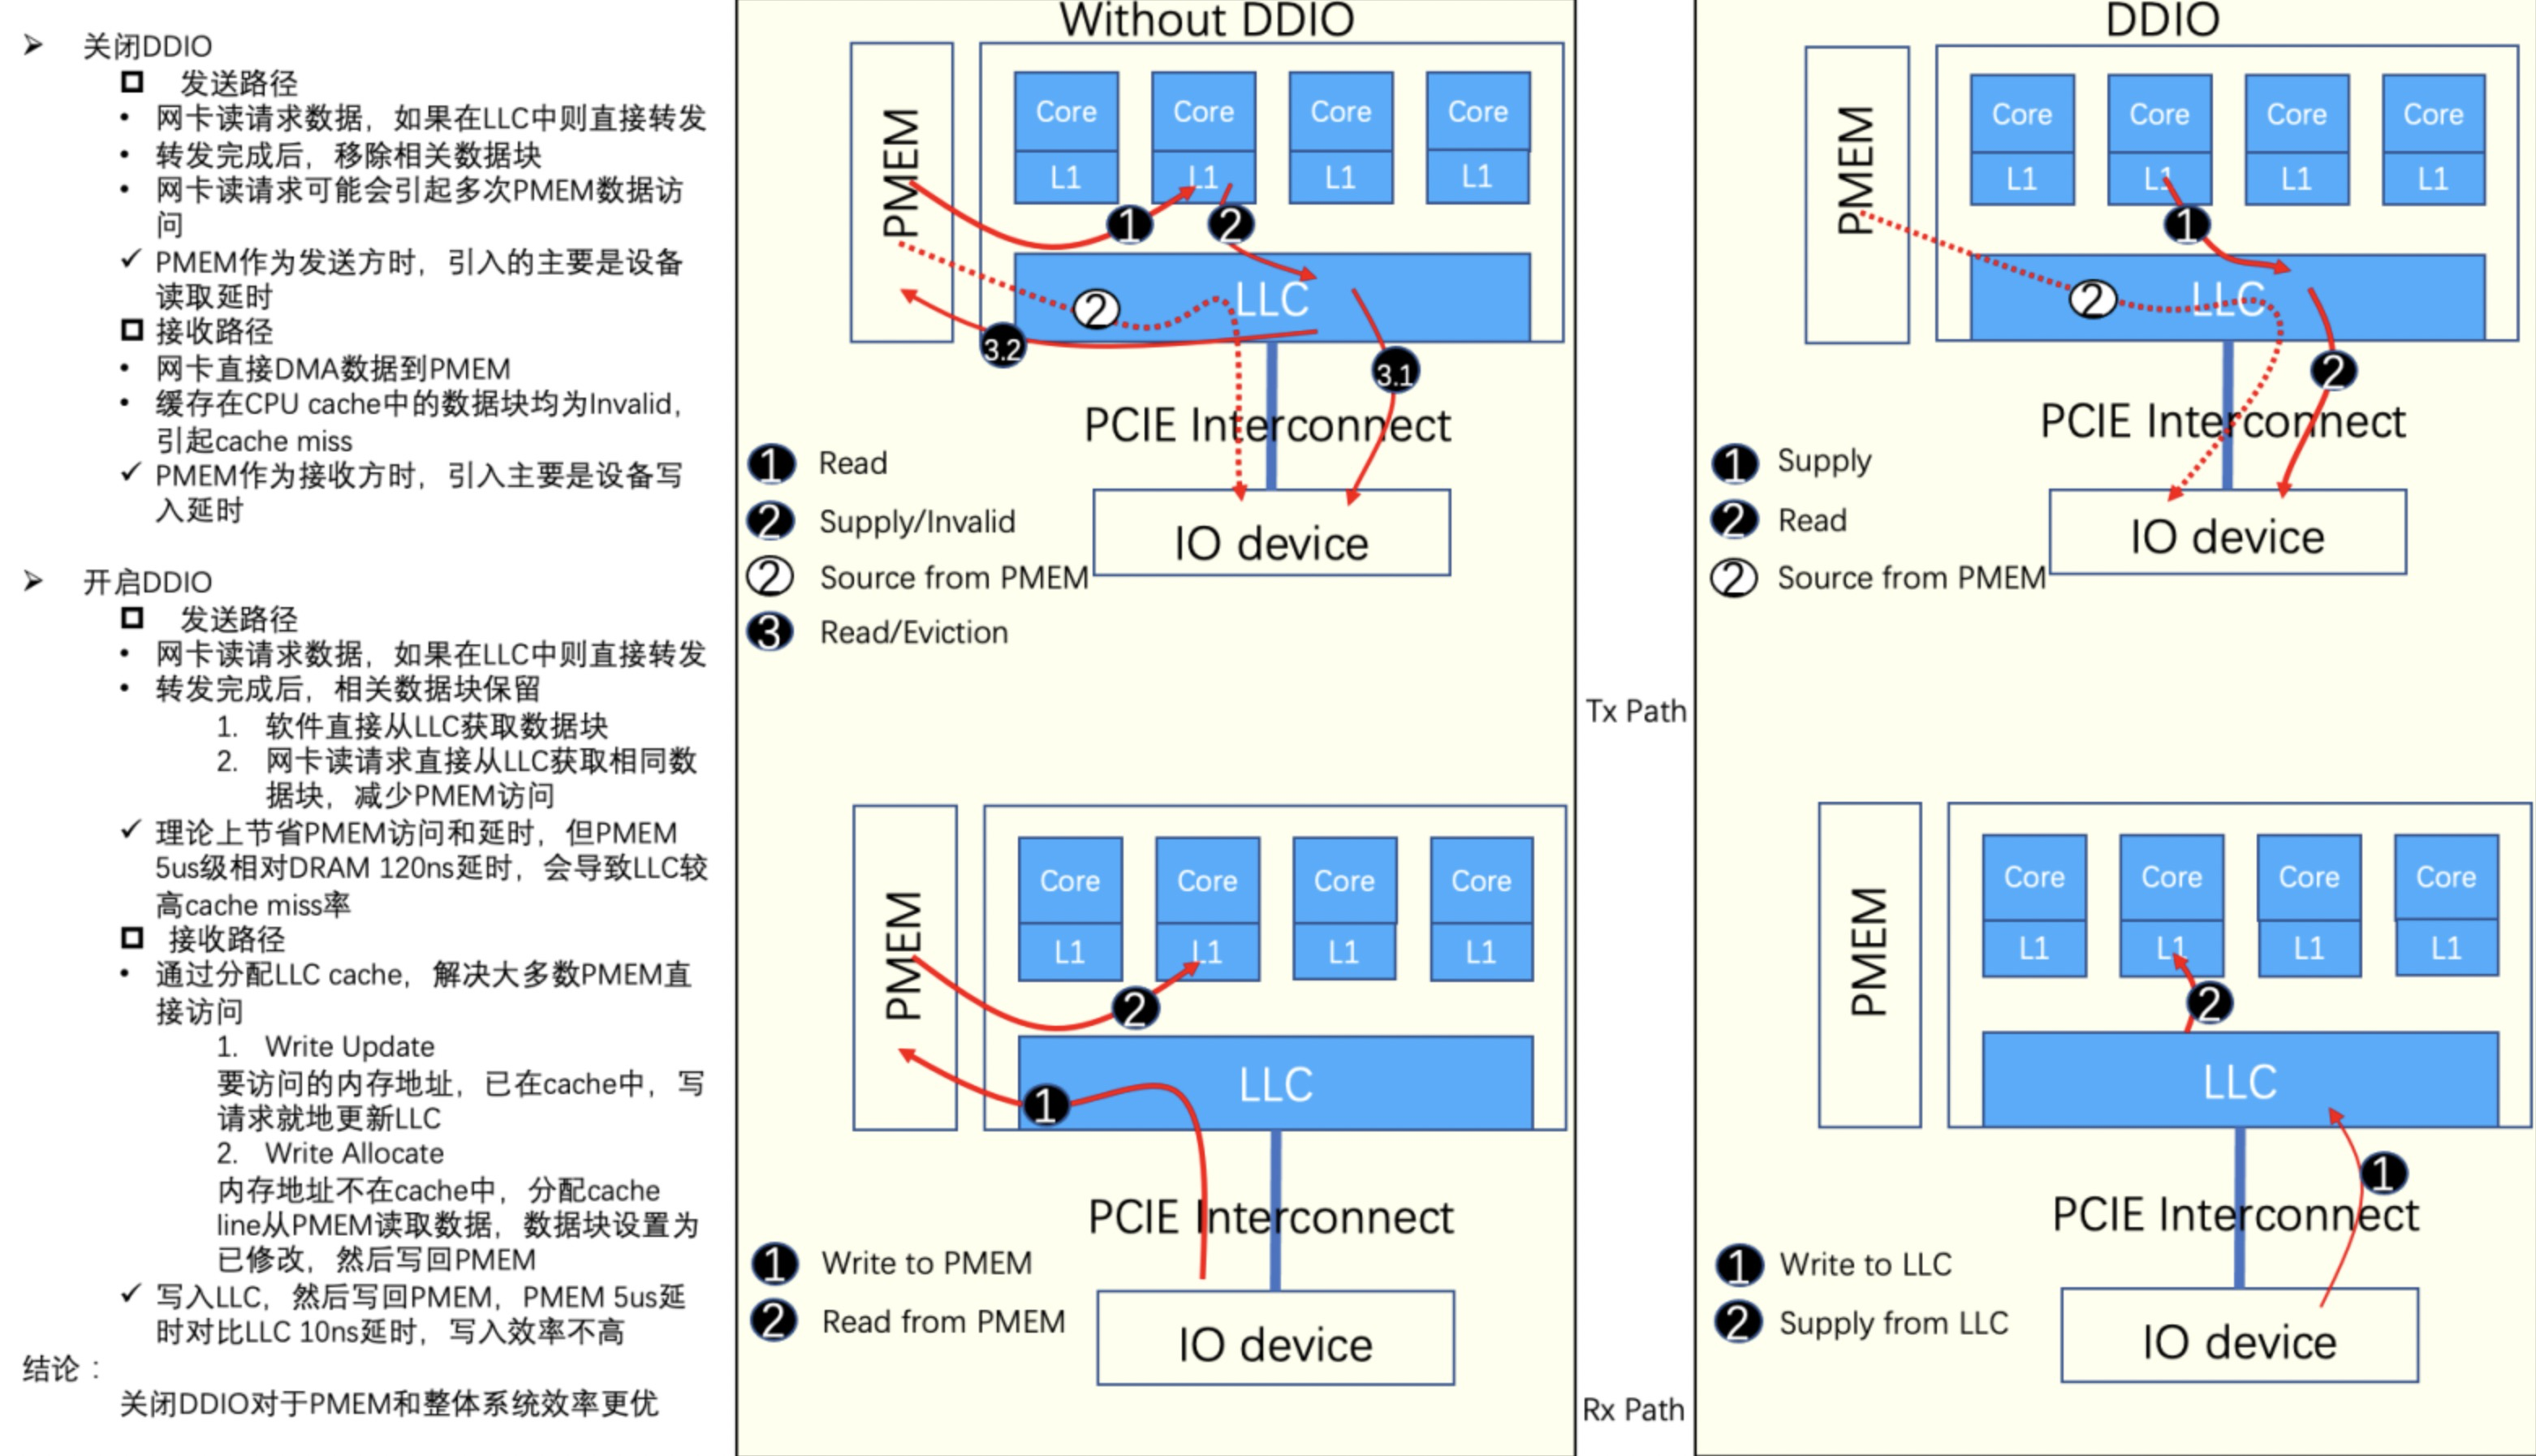 ➢ 关闭DDIO
发送路径
• 网卡读请求数据，如果在LLC中则直接转发
• 转发完成后，移除相关数据块
• 网卡读请求可能会引起多次PMEM数据访
问
✓ PMEM作为发送方时，引入的主要是设备
读取延时
接收路径
• 网卡直接DMA数据到PMEM
• 缓存在CPU cache中的数据块均为Invalid，
引起cache miss
✓ PMEM作为接收方时，引入主要是设备写
入延时
➢ 开启DDIO
发送路径
• 网卡读请求数据，如果在LLC中则直接转发
• 转发完成后，相关数据块保留
1. 软件直接从LLC获取数据块
2. 网卡读请求直接从LLC获取相同数
据块，减少PMEM访问
✓ 理论上节省PMEM访问和延时，但PMEM
5us级相对DRAM 120ns延时，会导致LLC较
高cache miss率
接收路径
• 通过分配LLC cache，解决大多数PMEM直
接访问
1. Write Update
要访问的内存地址，已在cache中，写
请求就地更新LLC
2. Write Allocate
内存地址不在cache中，分配cache
line从PMEM读取数据，数据块设置为
已修改，然后写回PMEM
✓ 写入LLC，然后写回PMEM，PMEM 5us延
时对比LLC 10ns延时，写入效率不高
结论：
关闭DDIO对于PMEM和整体系统效率更优
Without DDIO
PMEM
Core Core Core Core
L1 L1 L1 L1
1 2
LLC
2
3.2
3.1
PCIE Interconnect
IO device
1 Read
2 Supply/Invalid
2 Source from PMEM
3 Read/Eviction
DDIO
PMEM
Core Core Core Core
L1 L1 L1 L1
1
LLC
2
2
PCIE Interconnect
IO device
1 Supply
2 Read
2 Source from PMEM
Tx Path
PMEM
Core Core Core Core
L1 L1 L1 L1
2
LLC
1
PCIE Interconnect
IO device
1 Write to PMEM
2 Read from PMEM
PMEM
Core Core Core Core
L1 L1 L1 L1
2
LLC
1
PCIE Interconnect
IO device
1 Write to LLC
2 Supply from LLC
Rx Path